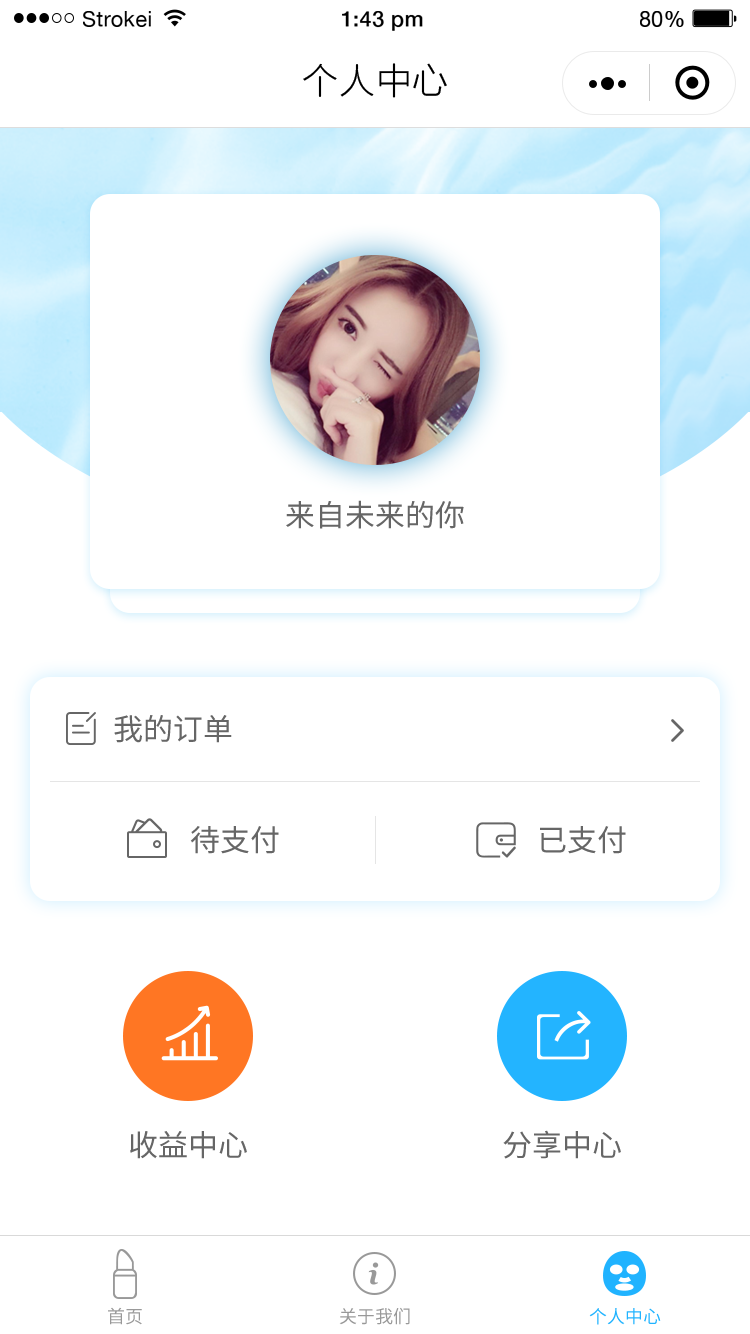 Strokei 1:43 pm 80%
个人中心
来自未来的你
我的订单
待支付 已支付
收益中心 分享中心
首页 关于我们 个人中心